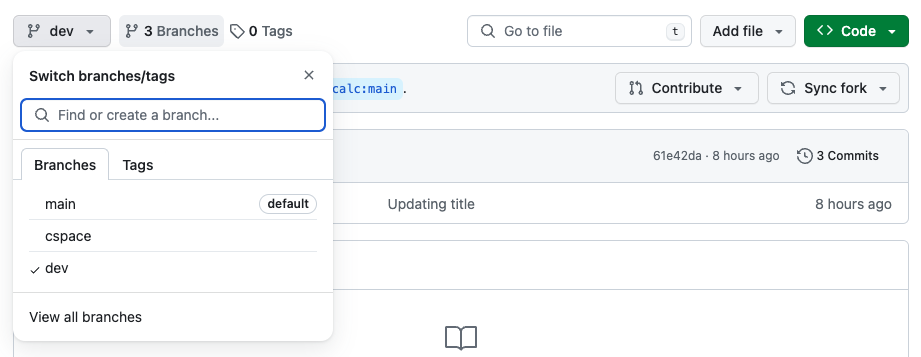 dev 3 Branches 0 Tags Go to file t Add file Code
Switch branches/tags
calc:main.
Contribute Sync fork
Find or create a branch...
Branches Tags
61e42da · 8 hours ago 3 Commits
main default
Updating title 8 hours ago
cspace
dev
View all branches